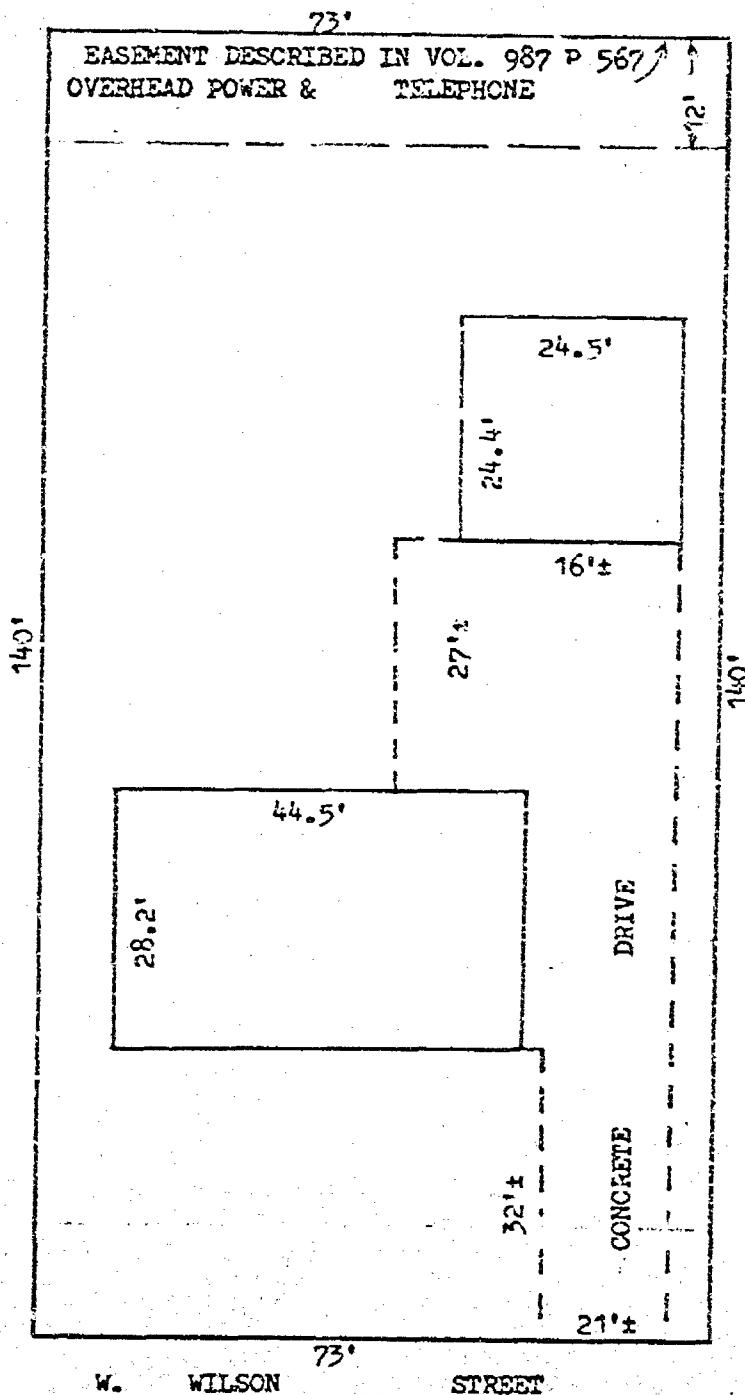 73'
EASEMENT DESCRIBED IN VOL. 987 P 567
OVERHEAD POWER & TELEPHONE
12'
24.5'
24.4'
16'±
27'±
140'
140'
44.5'
28.2'
DRIVE
CONCRETE
32'±
21'±
73'
W. WILSON STREET